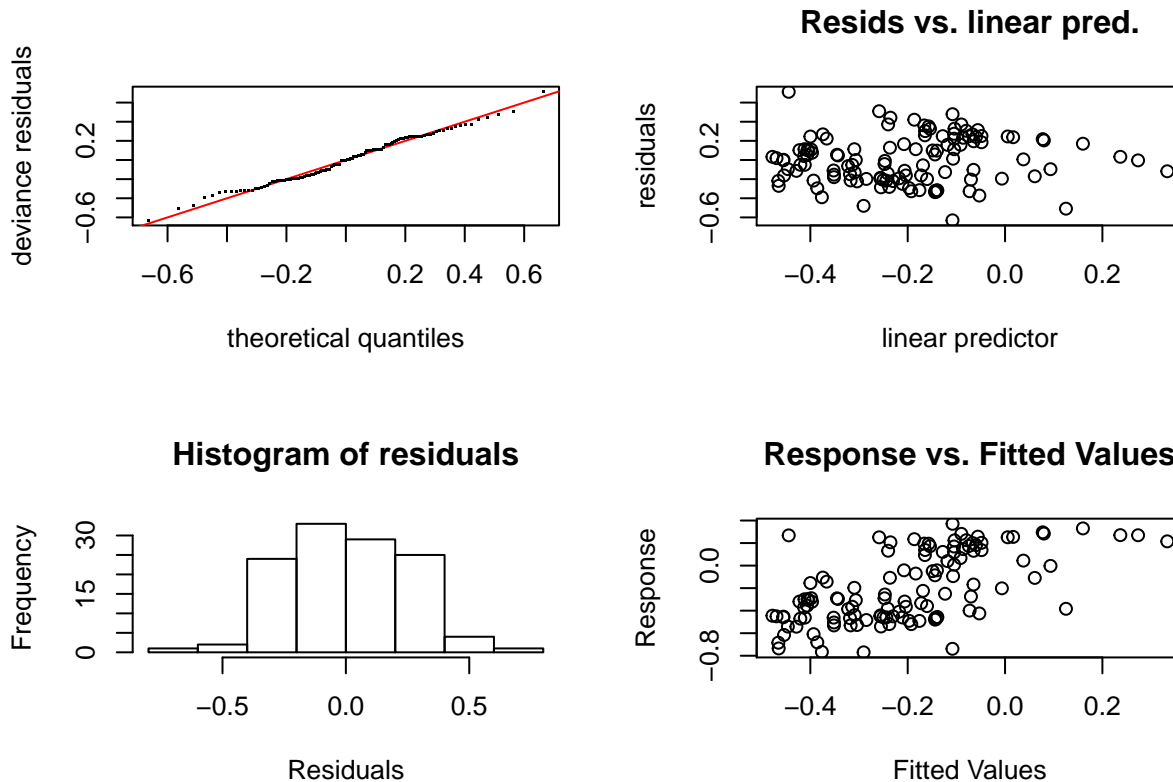 deviance residuals
0.2
−0.6
−0.6
−0.2
0.2
0.6
theoretical quantiles
Resids vs. linear pred.
residuals
0.2
−0.6
−0.4
−0.2
0.0
0.2
linear predictor
Histogram of residuals
Frequency
30
15
0
−0.5
0.0
0.5
Residuals
Response vs. Fitted Values
Response
0.0
−0.8
−0.4
−0.2
0.0
0.2
Fitted Values